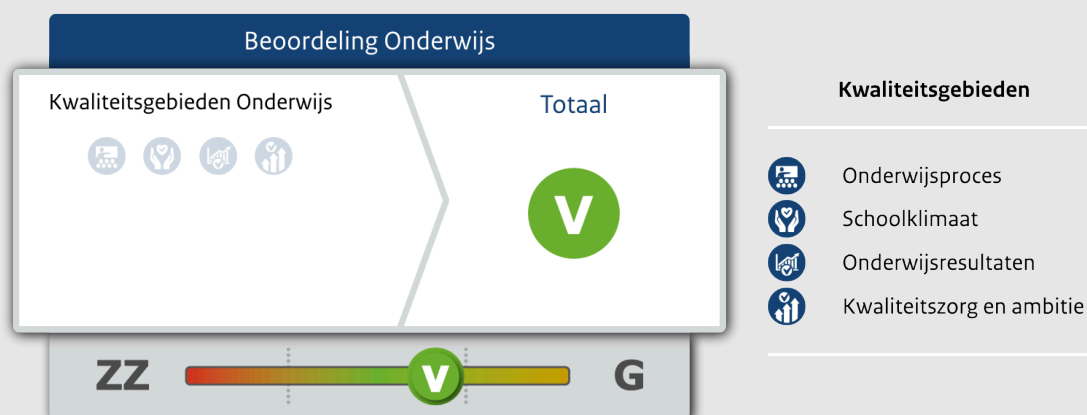 Beoordeling Onderwijs
Kwaliteitsgebieden Onderwijs
Totaal
V
ZZ
V
G
Kwaliteitsgebieden
Onderwijsproces
Schoolklimaat
Onderwijsresultaten
Kwaliteitszorg en ambitie